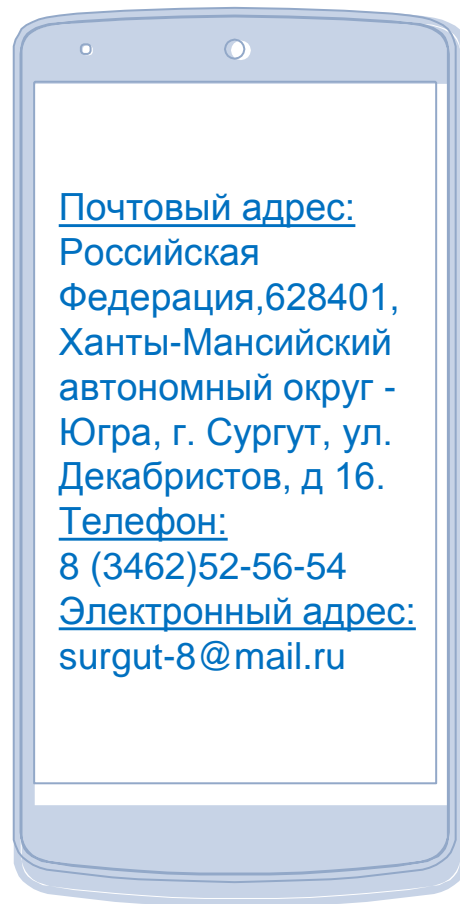 Почтовый адрес:
Российская
Федерация,628401,
Ханты-Мансийский
автономный округ -
Югра, г. Сургут, ул.
Декабристов, д 16.
Телефон:
8 (3462)52-56-54
Электронный адрес:
surgut-8@mail.ru